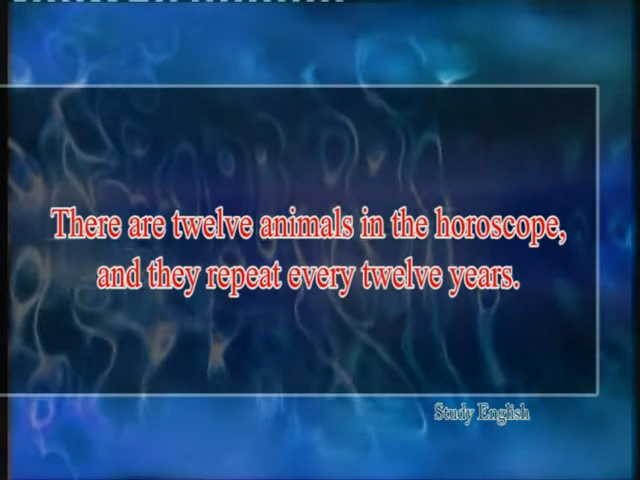 There are twelve animals in the horoscope,
and they repeat every twelve years.
Study English